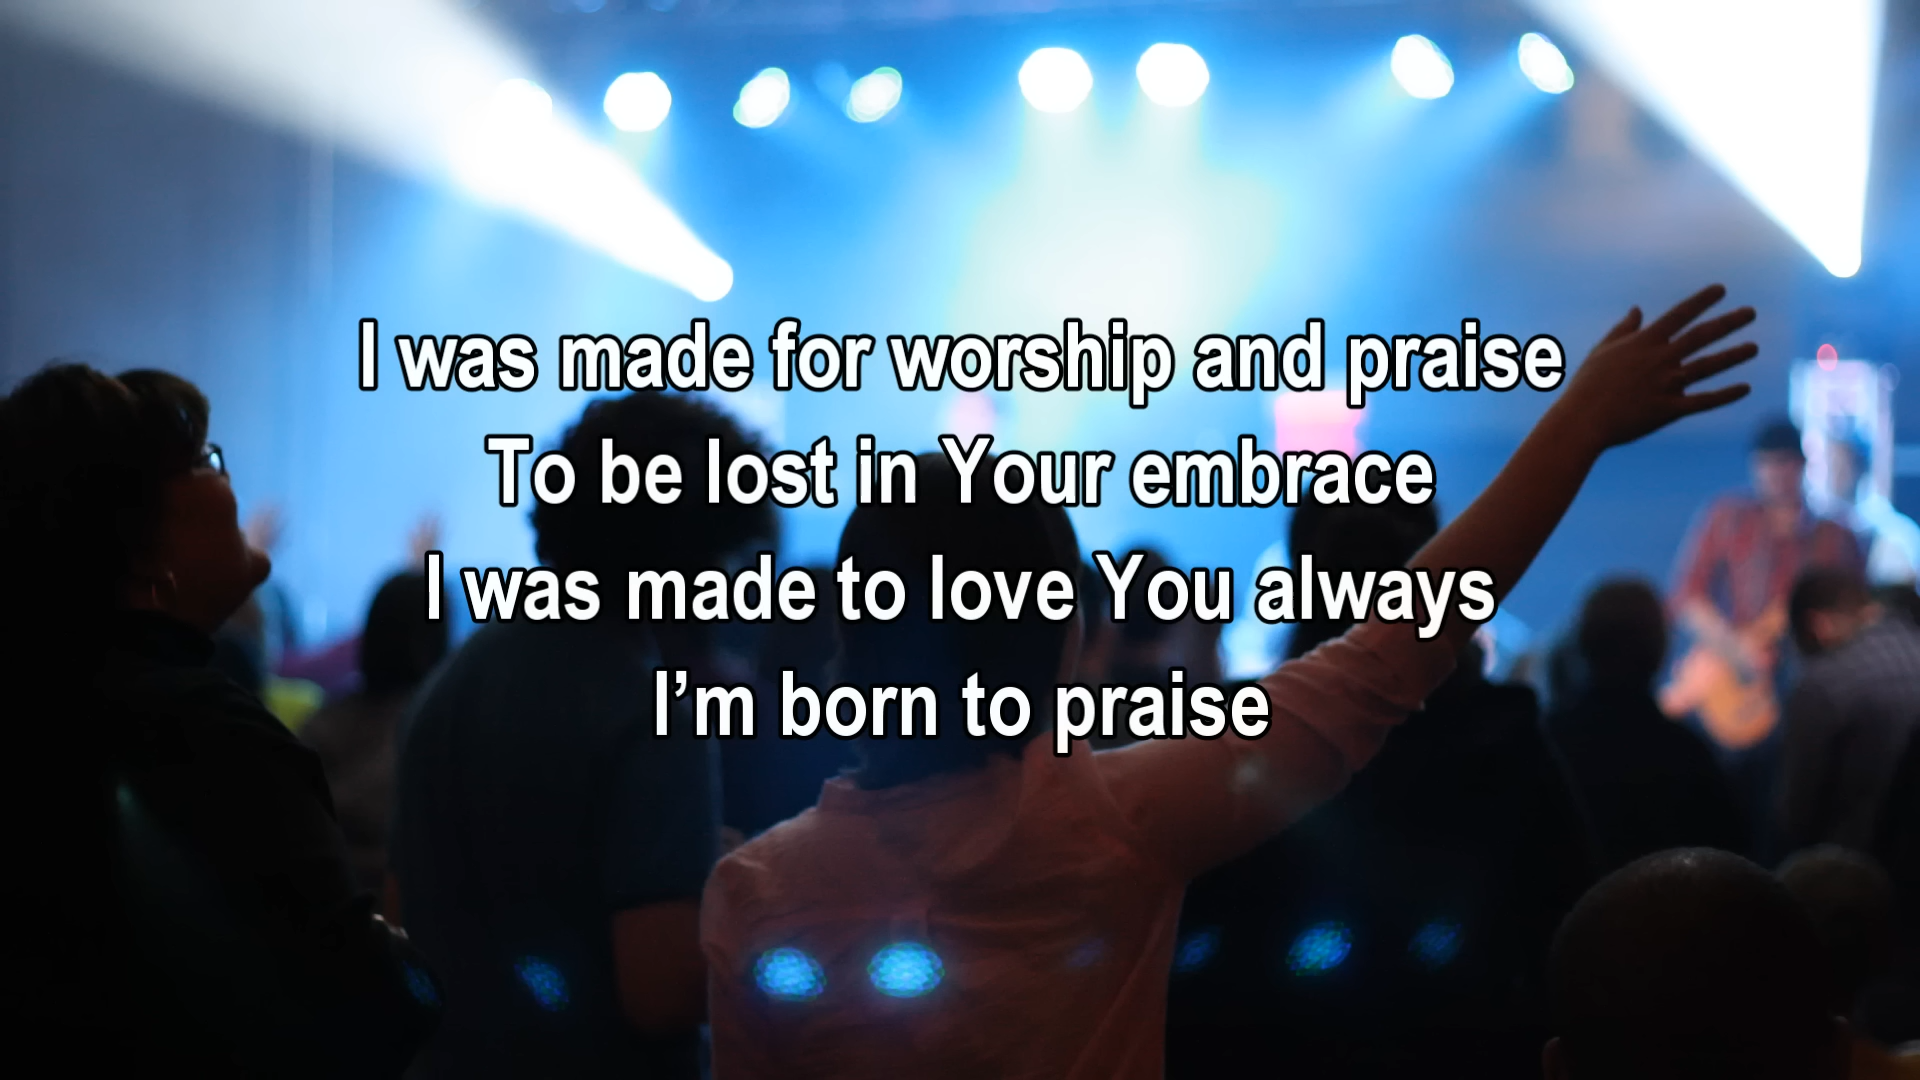 I was made for worship and praise
To be lost in Your embrace
I was made to love You always
I’m born to praise